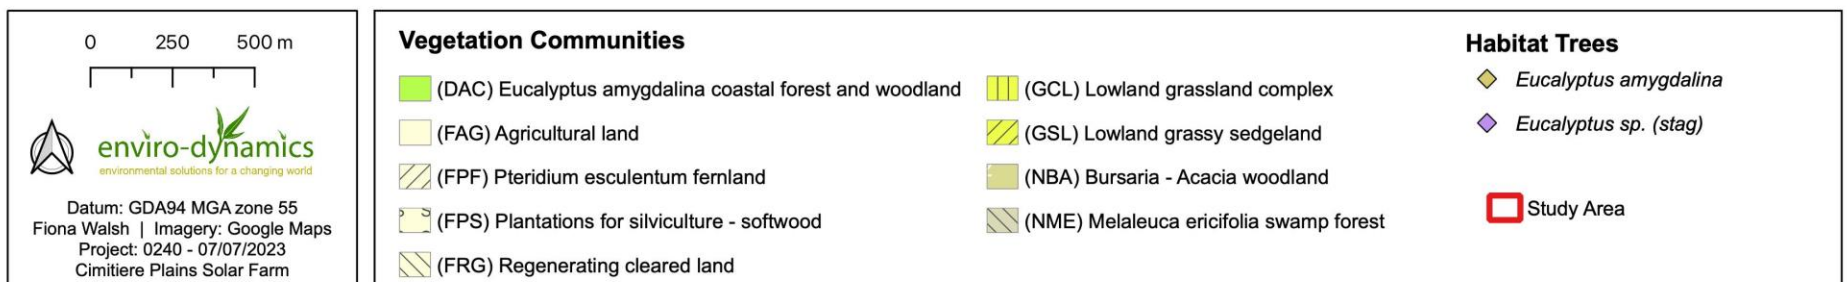 0 250 500 m
enviro-dynamics
environmental solutions for a changing world
Datum: GDA94 MGA zone 55
Fiona Walsh | Imagery: Google Maps
Project: 0240 - 07/07/2023
Cimitiere Plains Solar Farm
Vegetation Communities
(DAC) Eucalyptus amygdalina coastal forest and woodland
(FAG) Agricultural land
(FPF) Pteridium esculentum fernland
(FPS) Plantations for silviculture - softwood
(FRG) Regenerating cleared land
(GCL) Lowland grassland complex
(GSL) Lowland grassy sedgeland
(NBA) Bursaria - Acacia woodland
(NME) Melaleuca ericifolia swamp forest
Habitat Trees
Eucalyptus amygdalina
Eucalyptus sp. (stag)
Study Area